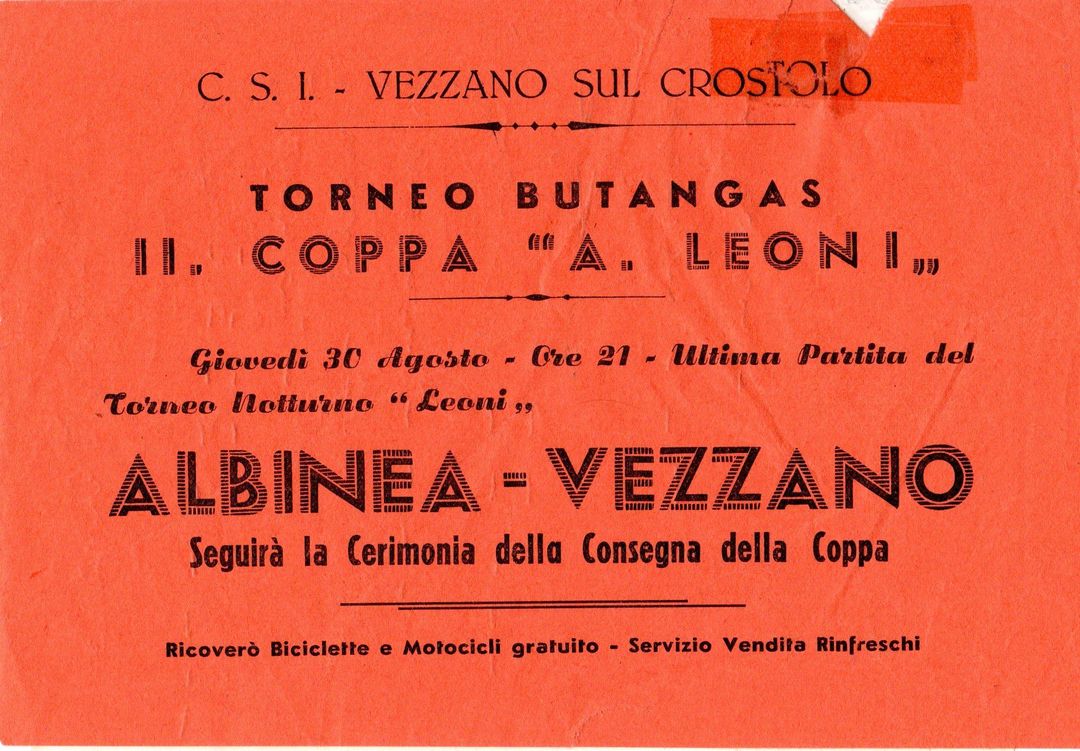 C. S. I. - VEZZANO SUL CROSTOLO
TORNEO BUTANGAS
II. COPPA “A. LEONI„
Giovedì 30 Agosto - Ore 21 - Ultima Partita del
Torneo Notturno “Leoni„
ALBINEA - VEZZANO
Seguirà la Cerimonia della Consegna della Coppa
Ricoverò Biciclette e Motocicli gratuito - Servizio Vendita Rinfreschi